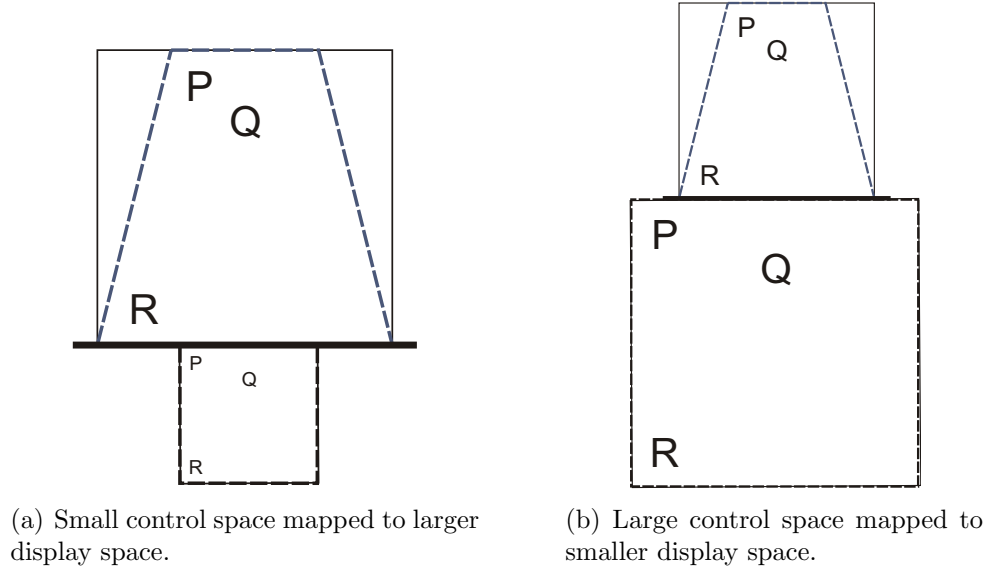 P
Q
R
P
Q
R
(a) Small control space mapped to larger
display space.
P
Q
R
P
Q
R
(b) Large control space mapped to
smaller display space.